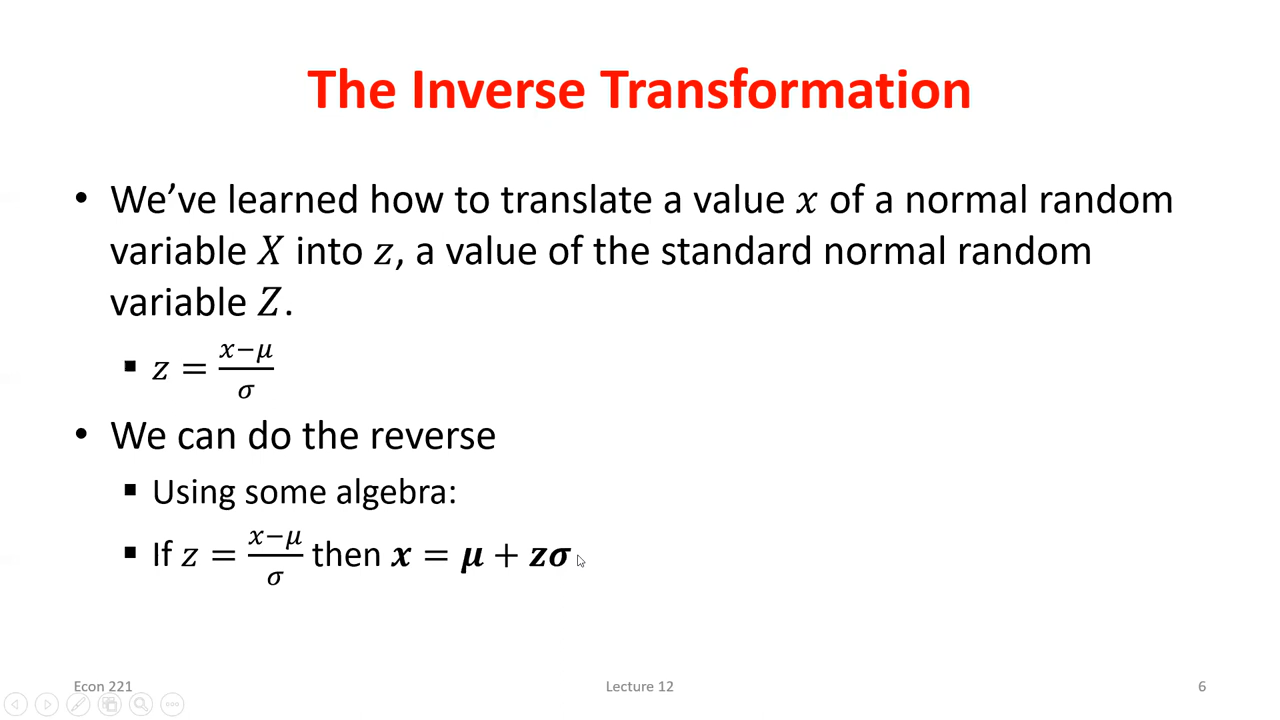 The Inverse Transformation
• We’ve learned how to translate a value x of a normal random
variable X into z, a value of the standard normal random
variable Z.
▪ z = (x−μ)/σ
• We can do the reverse
▪ Using some algebra:
▪ If z = (x−μ)/σ then x = μ + zσ
Econ 221 Lecture 12 6